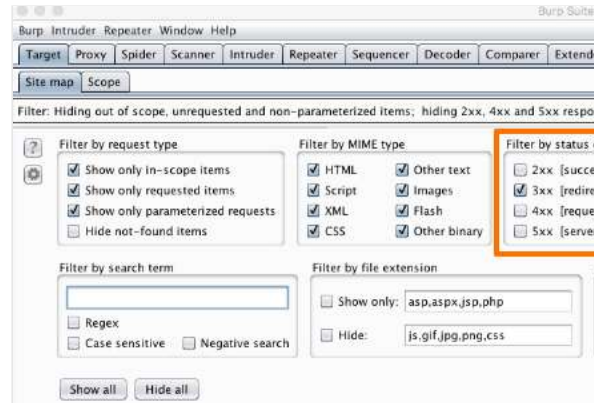 Burp Suite
Burp Intruder Repeater Window Help
Target Proxy Spider Scanner Intruder Repeater Sequencer Decoder Comparer Extend
Site map Scope
Filter: Hiding out of scope, unrequested and non-parameterized items; hiding 2xx, 4xx and 5xx respo
? Filter by request type Filter by MIME type Filter by status
Show only in-scope items HTML Other text 2xx [succe
Show only requested items Script Images 3xx [redire
Show only parameterized requests XML Flash 4xx [reque
Hide not-found items CSS Other binary 5xx [server
Filter by search term Filter by file extension
Show only: asp,aspx,jsp,php
Regex
Hide: js,gif,jpg,png,css
Case sensitive Negative search
Show all Hide all